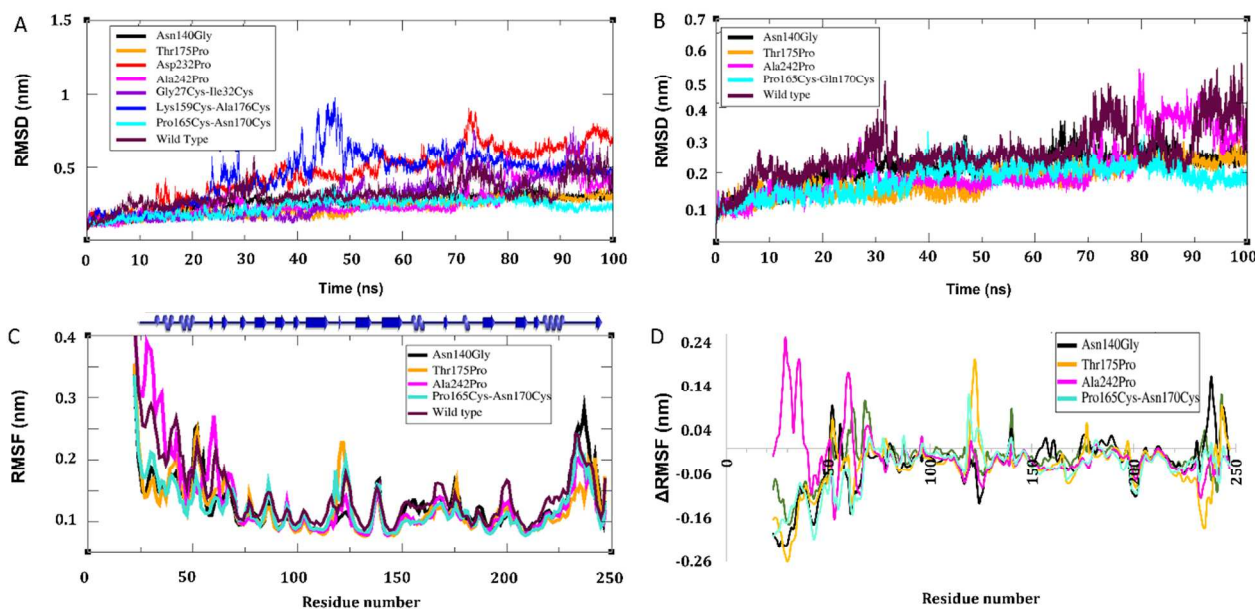 A
1.5
1
0.5
RMSD (nm)
Asn140Gly
Thr175Pro
Asp232Pro
Ala242Pro
Gly27Cys-Ile32Cys
Lys159Cys-Ala176Cys
Pro165Cys-Asn170Cys
Wild Type
0 10 20 30 40 50 60 70 80 90 100
Time (ns)
B
0.7
0.6
0.5
0.4
0.3
0.2
0.1
RMSD (nm)
Asn140Gly
Thr175Pro
Ala242Pro
Pro165Cys-Gln170Cys
Wild type
0 10 20 30 40 50 60 70 80 90 100
Time (ns)
C
0.4
0.3
0.2
0.1
RMSF (nm)
Asn140Gly
Thr175Pro
Ala242Pro
Pro165Cys-Asn170Cys
Wild type
0 50 100 150 200 250
Residue number
D
0.24
0.14
0.04
-0.06
-0.16
-0.26
ΔRMSF (nm)
Asn140Gly
Thr175Pro
Ala242Pro
Pro165Cys-Asn170Cys
0 50 100 150 200 250
Residue number